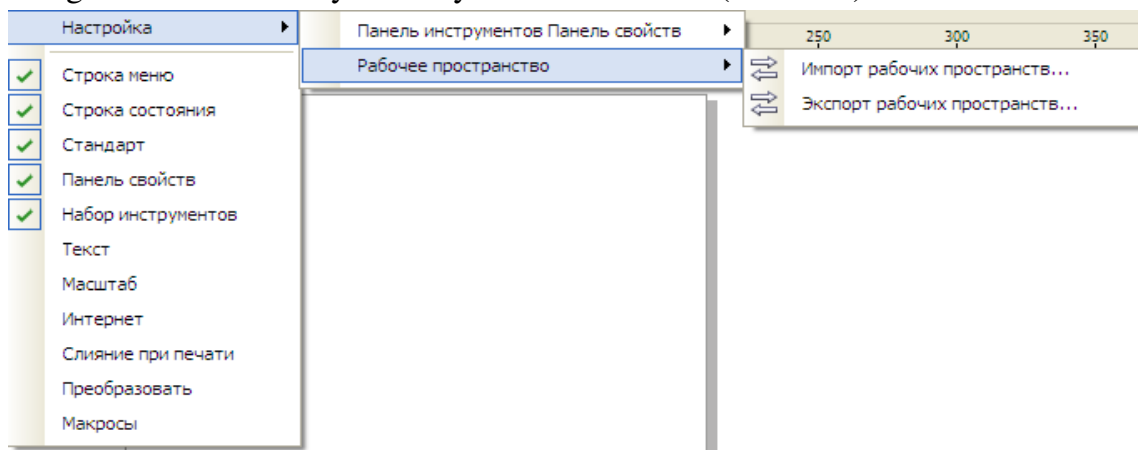 Настройка
Панель инструментов Панель свойств
250 300 350
Рабочее пространство
Импорт рабочих пространств...
Экспорт рабочих пространств...
Строка меню
Строка состояния
Стандарт
Панель свойств
Набор инструментов
Текст
Масштаб
Интернет
Слияние при печати
Преобразовать
Макросы